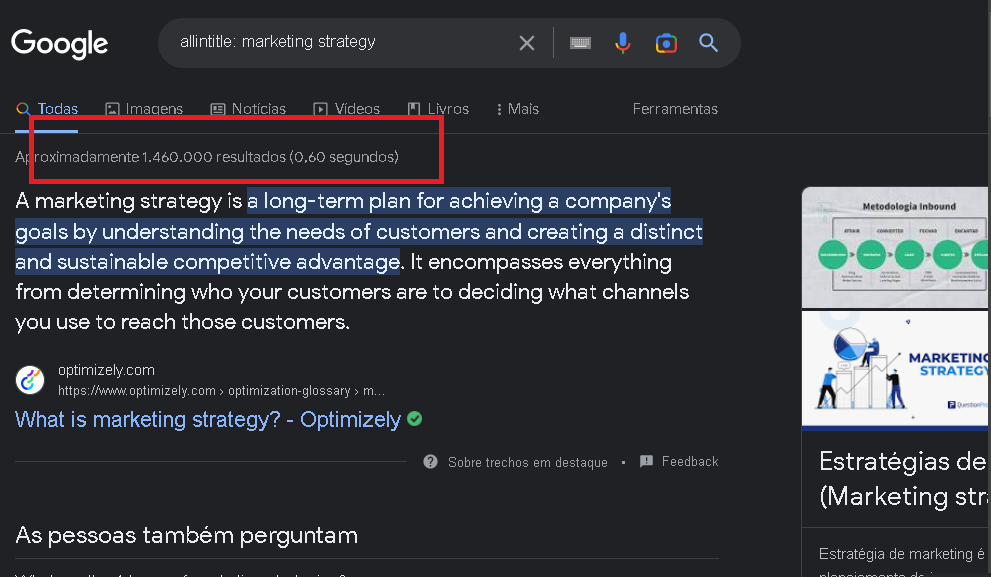 Google
allintitle: marketing strategy
Todas
Imagens
Notícias
Vídeos
Livros
Mais
Ferramentas
Aproximadamente 1.460.000 resultados (0,60 segundos)
A marketing strategy is a long-term plan for achieving a company's
goals by understanding the needs of customers and creating a distinct
and sustainable competitive advantage. It encompasses everything
from determining who your customers are to deciding what channels
you use to reach those customers.
optimizely.com
https://www.optimizely.com › optimization-glossary › m...
What is marketing strategy? - Optimizely
Sobre trechos em destaque • Feedback
As pessoas também perguntam
Metodologia Inbound
ATRAIR CONVERTER FECHAR ENCANTAR
MARKETING
STRATEGY
QuestionPro
Estratégias de
(Marketing stra
Estratégia de marketing é